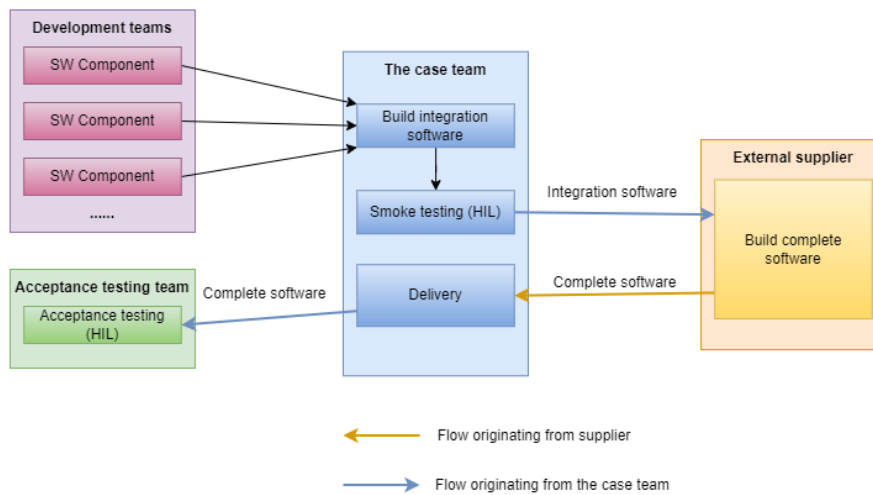 Development teams
SW Component
SW Component
SW Component
......
The case team
Build integration
software
Smoke testing (HIL)
Delivery
Integration software
Complete software
External supplier
Build complete
software
Acceptance testing team
Acceptance testing
(HIL)
Complete software
Flow originating from supplier
Flow originating from the case team